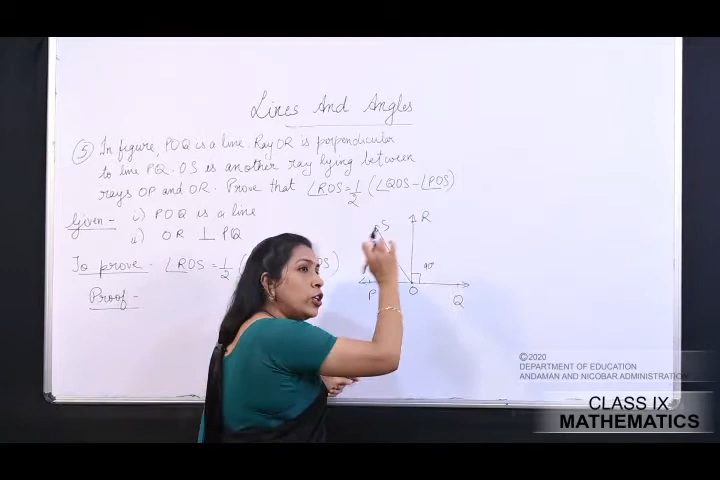 Lines And Angles
5 In figure, POQ is a line. Ray OR is perpendicular
to line PQ. OS is another ray lying between
rays OP and OR. Prove that ∠ROS = 1/2 (∠QOS - ∠POS)
Given - i) POQ is a line
ii) OR ⊥ PQ
To prove - ∠ROS = 1/2 ( OS)
Proof -
S R
90°
P O Q
©2020
DEPARTMENT OF EDUCATION
ANDAMAN AND NICOBAR ADMINISTRATION
CLASS IX
MATHEMATICS